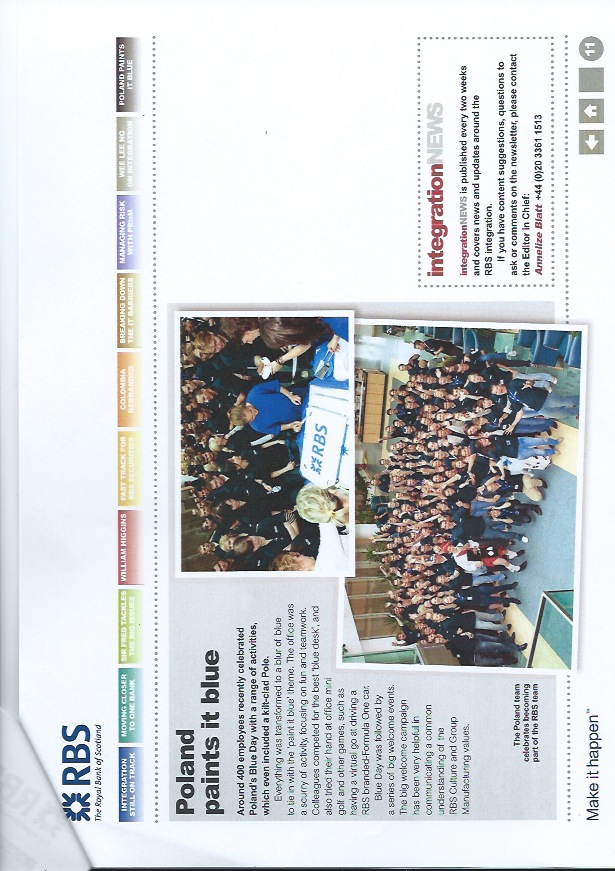 RBS
The Royal Bank of Scotland
INTEGRATION
STILL ON TRACK
MOVING CLOSER
TO ONE BANK
SIR FRED TACKLES
THE BIG ISSUES
WILLIAM HIGGINS
FAST TRACK FOR
RBS SECURITIES
COLOMBIA
REBRANDED
BREAKING DOWN
THE IT BARRIERS
MANAGING RISK
WITH PRIsM
WEE LEE NG
ON INTEGRATION
POLAND PAINTS
IT BLUE
Poland
paints it blue
Around 400 employees recently celebrated
Poland's Blue Day with a range of activities,
which even included a kilt-clad Pole.
Everything was transformed to a blur of blue
to tie in with the 'paint it blue' theme. The office was
a scurry of activity, focusing on fun and teamwork.
Colleagues competed for the best 'blue desk', and
also tried their hand at office mini
golf and other games, such as
having a virtual go at driving a
RBS branded-Formula One car.
Blue Day was followed by
a series of big welcome events.
The big welcome campaign
has been very helpful in
communicating a common
understanding of the
RBS Culture and Group
Manufacturing values.
The Poland team
celebrates becoming
part of the RBS team
RBS
integrationNEWS
integrationNEWS is published every two weeks
and covers news and updates around the
RBS integration.
If you have content suggestions, questions to
ask or comments on the newsletter, please contact
the Editor in Chief:
Annelize Blatt +44 (0)20 3361 1513
Make it happen™
11